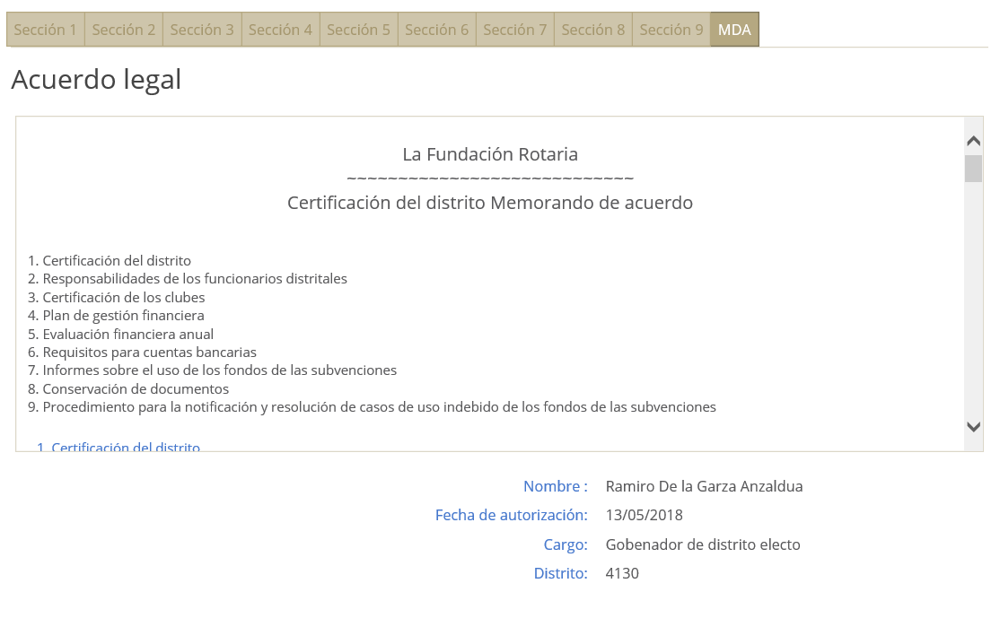 Sección 1 Sección 2 Sección 3 Sección 4 Sección 5 Sección 6 Sección 7 Sección 8 Sección 9 MDA
Acuerdo legal
La Fundación Rotaria
~~~~~~~~~~~~~~~~~~~~~~~~~~~~
Certificación del distrito Memorando de acuerdo
1. Certificación del distrito
2. Responsabilidades de los funcionarios distritales
3. Certificación de los clubes
4. Plan de gestión financiera
5. Evaluación financiera anual
6. Requisitos para cuentas bancarias
7. Informes sobre el uso de los fondos de las subvenciones
8. Conservación de documentos
9. Procedimiento para la notificación y resolución de casos de uso indebido de los fondos de las subvenciones
1. Certificación del distrito
Nombre : Ramiro De la Garza Anzaldua
Fecha de autorización: 13/05/2018
Cargo: Gobenador de distrito electo
Distrito: 4130